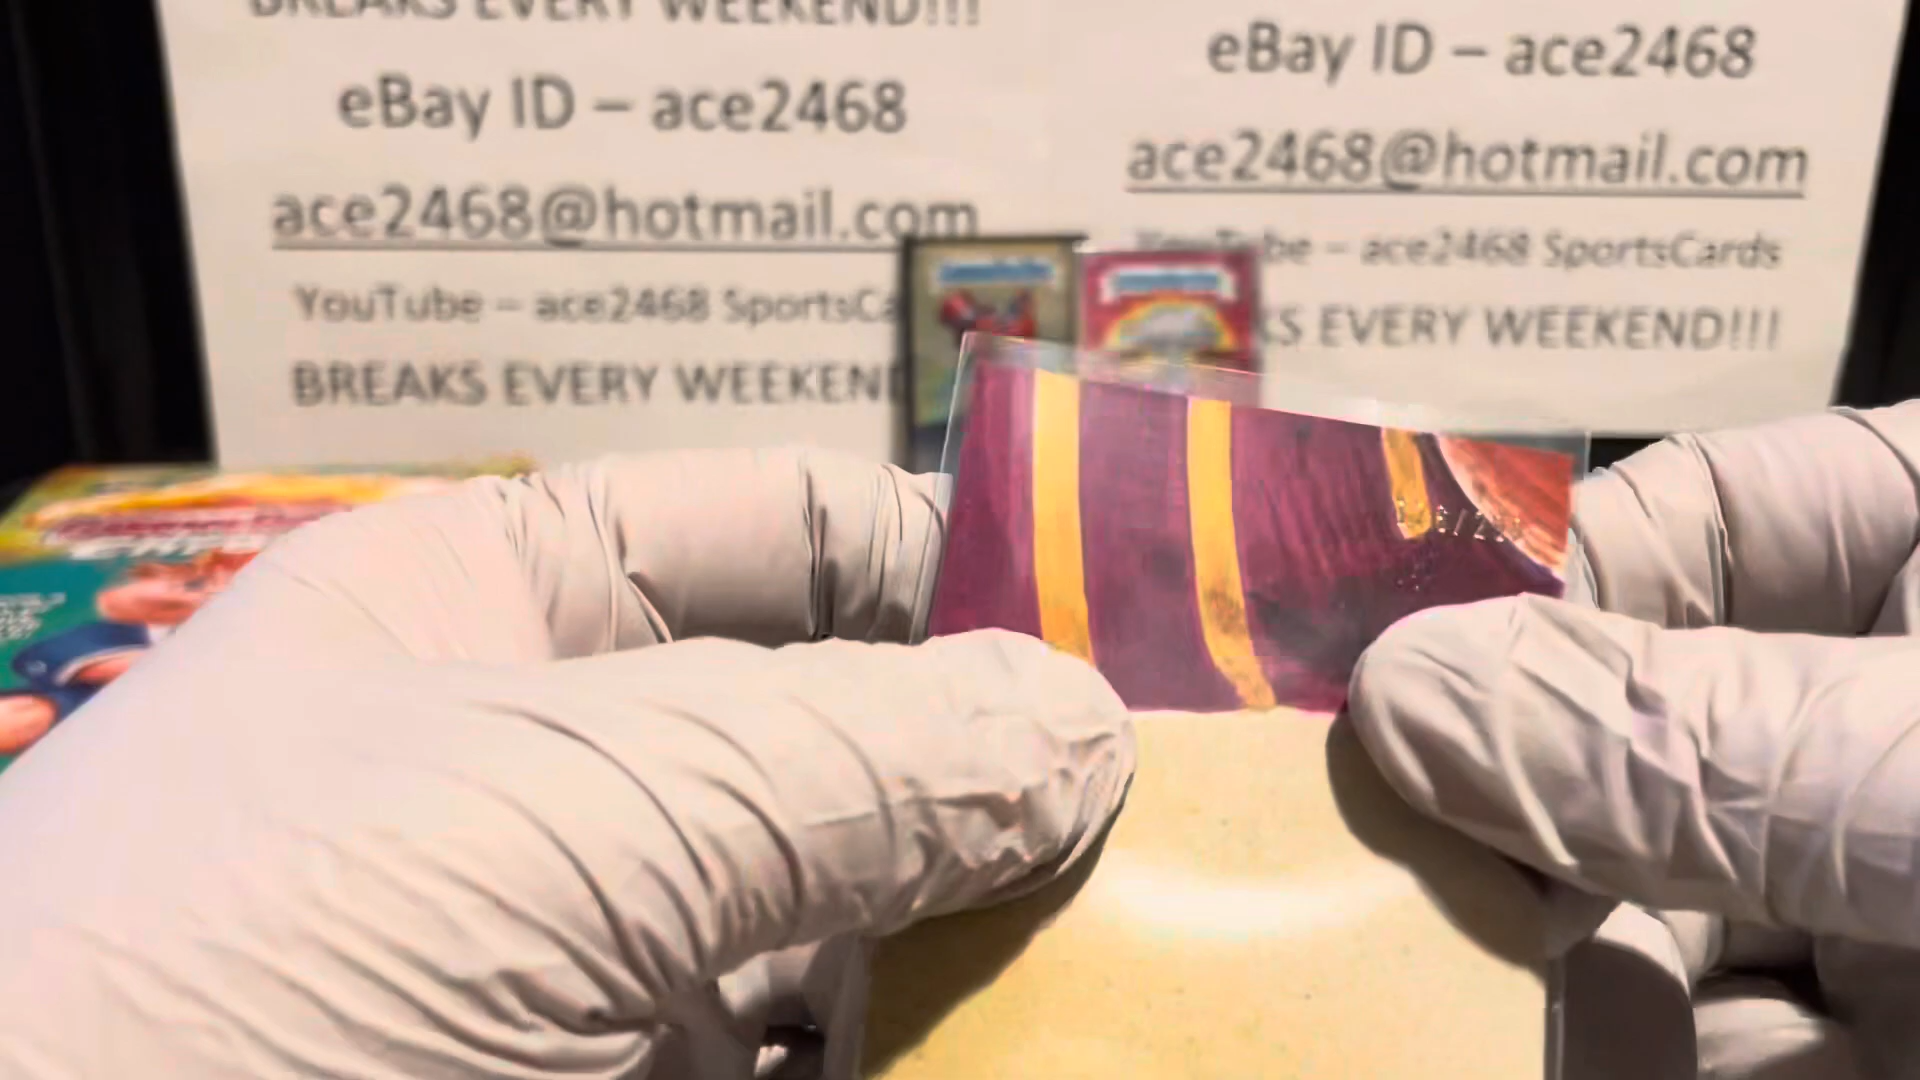 BREAKS EVERY WEEKEND!!!
eBay ID – ace2468
ace2468@hotmail.com
YouTube – ace2468 SportsCa
BREAKS EVERY WEEKEND
eBay ID – ace2468
ace2468@hotmail.com
YouTube – ace2468 SportsCards
KS EVERY WEEKEND!!!